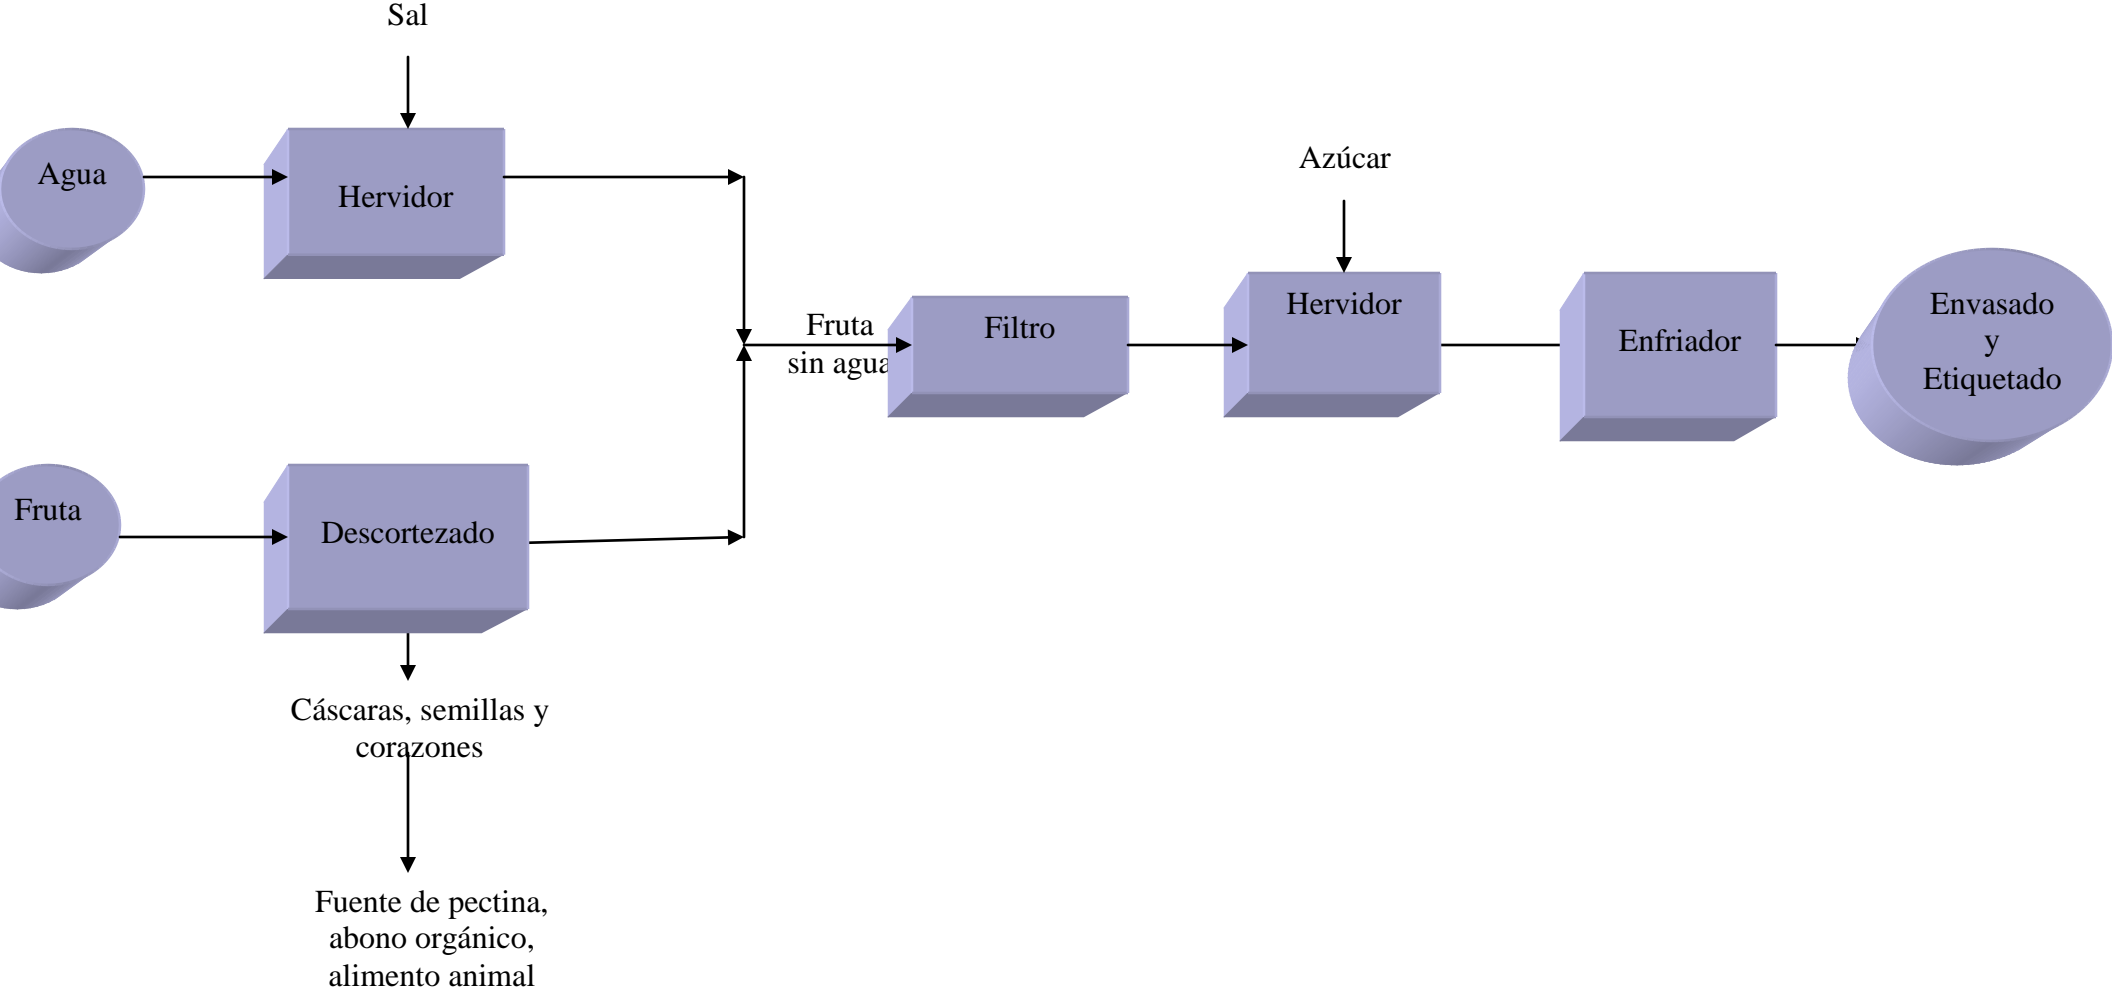 Sal
Agua
Hervidor
Azúcar
Fruta
sin agua
Filtro
Hervidor
Enfriador
Envasado
y
Etiquetado
Fruta
Descortezado
Cáscaras, semillas y
corazones
Fuente de pectina,
abono orgánico,
alimento animal